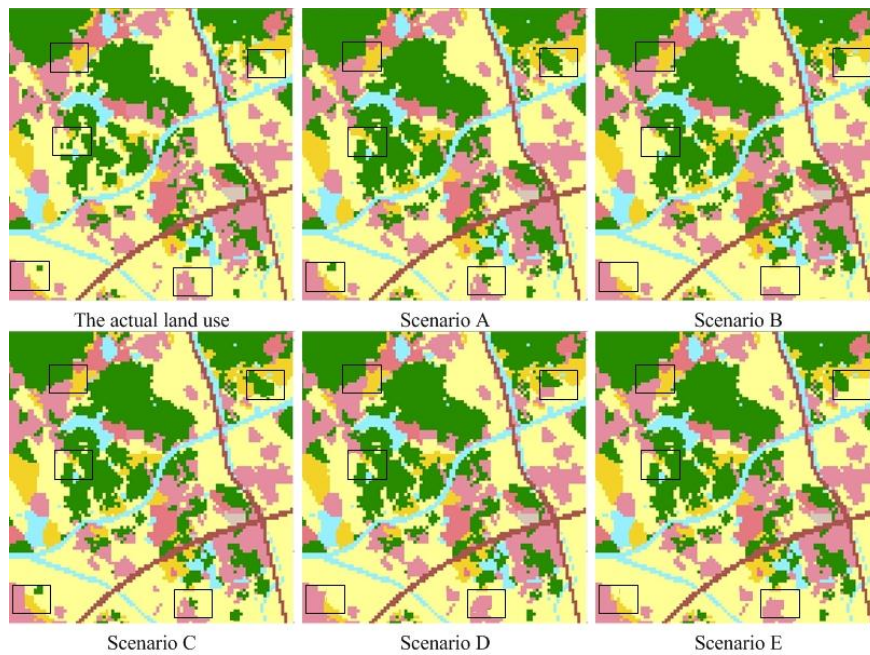 The actual land use
Scenario A
Scenario B
Scenario C
Scenario D
Scenario E